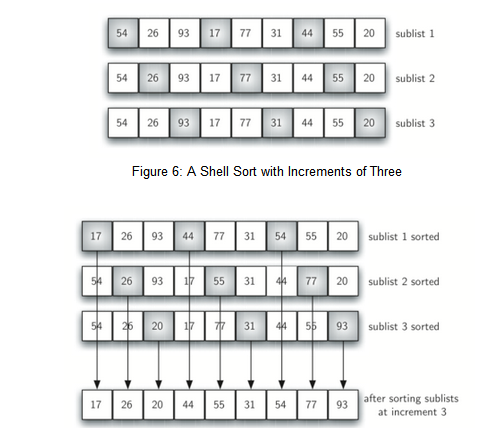 54 26 93 17 77 31 44 55 20 sublist 1
54 26 93 17 77 31 44 55 20 sublist 2
54 26 93 17 77 31 44 55 20 sublist 3
Figure 6: A Shell Sort with Increments of Three
17 26 93 44 77 31 54 55 20 sublist 1 sorted
54 26 93 17 55 31 44 77 20 sublist 2 sorted
54 26 20 17 77 31 44 55 93 sublist 3 sorted
17 26 20 44 55 31 54 77 93 after sorting sublists
at increment 3